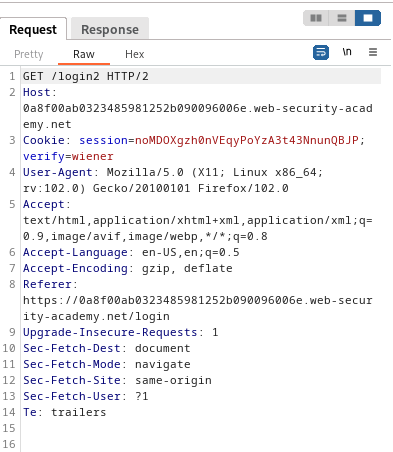 Request Response
Pretty Raw Hex \n
1 GET /login2 HTTP/2
2 Host:
0a8f00ab0323485981252b090096006e.web-security-acad
emy.net
3 Cookie: session=noMDOXgzh0nVEqyPoYzA3t43NnunQBJP;
verify=wiener
4 User-Agent: Mozilla/5.0 (X11; Linux x86_64;
rv:102.0) Gecko/20100101 Firefox/102.0
5 Accept:
text/html,application/xhtml+xml,application/xml;q=
0.9,image/avif,image/webp,*/*;q=0.8
6 Accept-Language: en-US,en;q=0.5
7 Accept-Encoding: gzip, deflate
8 Referer:
https://0a8f00ab0323485981252b090096006e.web-secur
ity-academy.net/login
9 Upgrade-Insecure-Requests: 1
10 Sec-Fetch-Dest: document
11 Sec-Fetch-Mode: navigate
12 Sec-Fetch-Site: same-origin
13 Sec-Fetch-User: ?1
14 Te: trailers
15
16